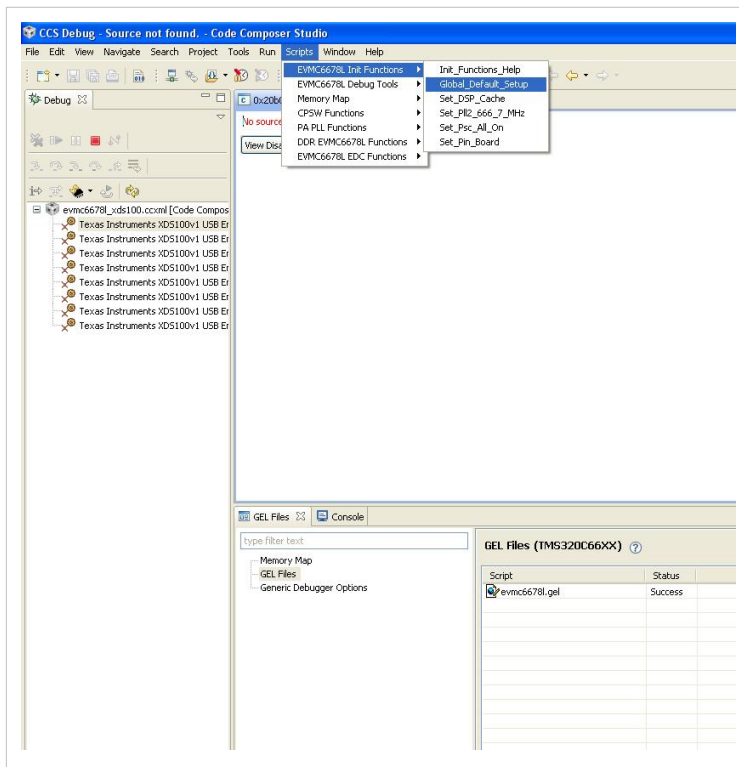 CCS Debug - Source not found. - Code Composer Studio
File Edit View Navigate Search Project Tools Run Scripts Window Help
EVMC6678L Init Functions
EVMC6678L Debug Tools
Memory Map
CPSW Functions
PA PLL Functions
DDR EVMC6678L Functions
EVMC6678L EDC Functions
Init_Functions_Help
Global_Default_Setup
Set_DSP_Cache
Set_Pll2_666_7_MHz
Set_Psc_All_On
Set_Pin_Board
Debug
No source
View Disa
evmc6678l_xds100.ccxml [Code Compos
Texas Instruments XDS100v1 USB Er
Texas Instruments XDS100v1 USB Er
Texas Instruments XDS100v1 USB Er
Texas Instruments XDS100v1 USB Er
Texas Instruments XDS100v1 USB Er
Texas Instruments XDS100v1 USB Er
Texas Instruments XDS100v1 USB Er
Texas Instruments XDS100v1 USB Er
GEL Files Console
type filter text
Memory Map
GEL Files
Generic Debugger Options
GEL Files (TMS320C66XX)
Script Status
evmc6678l.gel Success